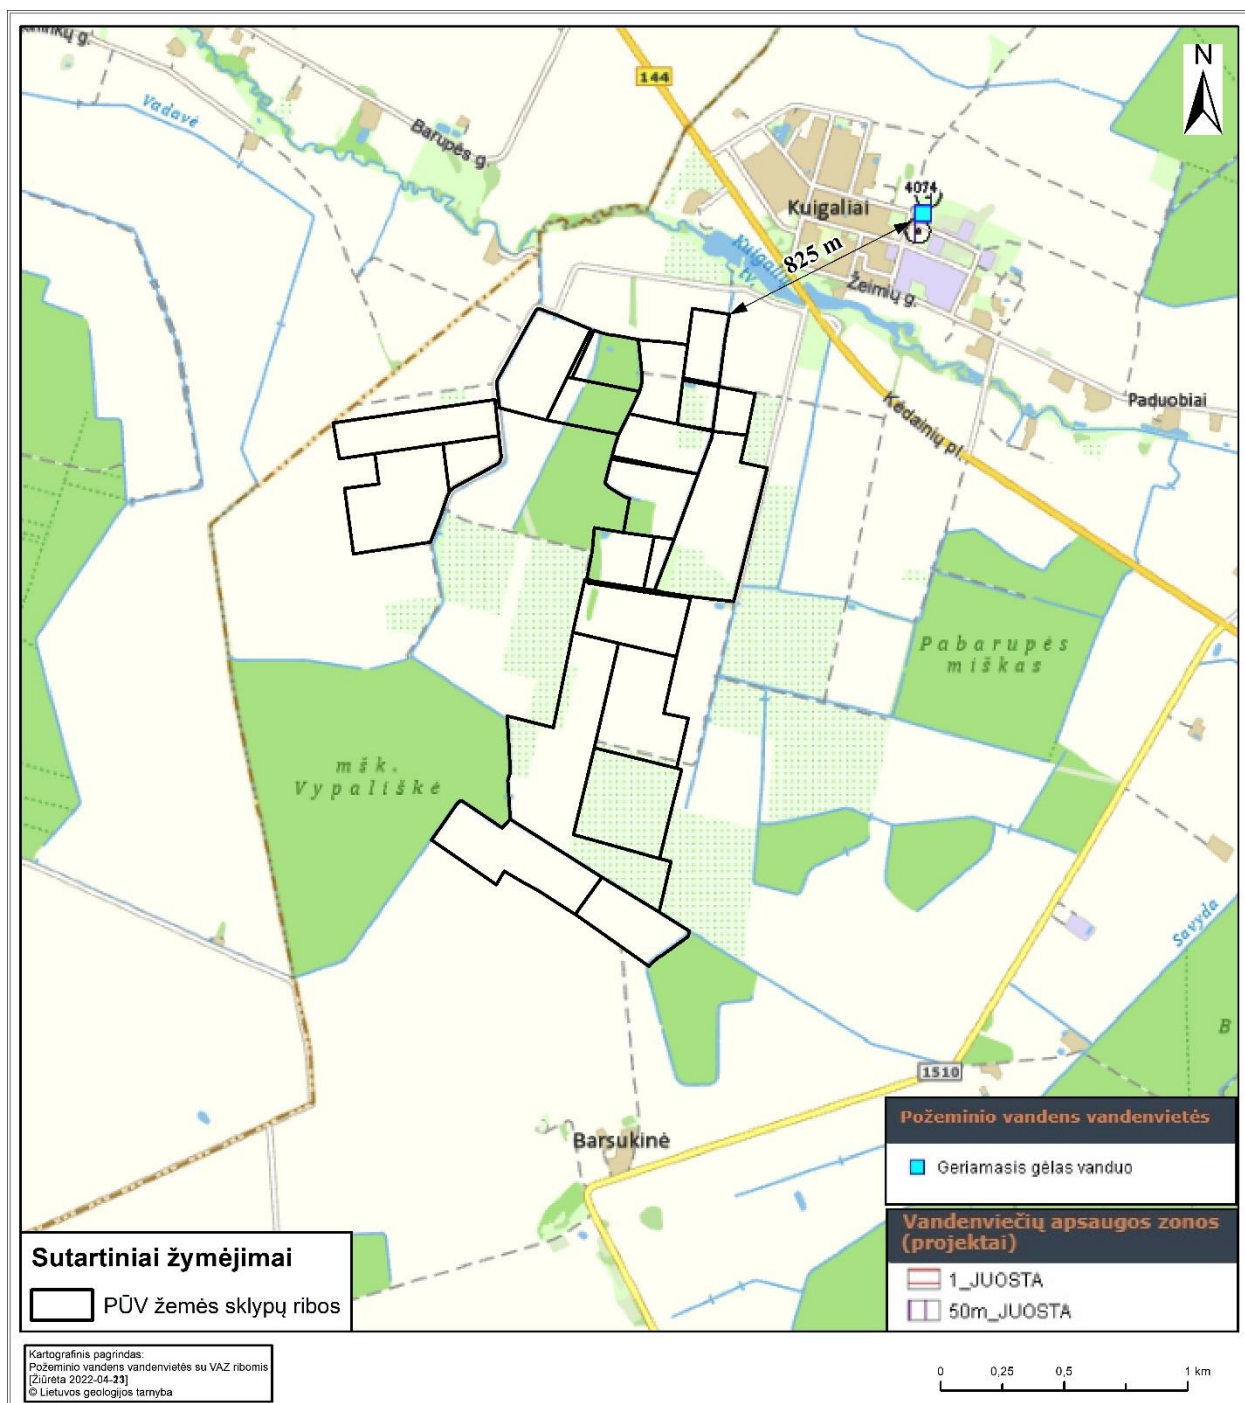 N
Vadavė
Barupės g.
144
4074
Kuigaliai
825 m
Kuigalių
tv.
Žeimių g.
Paduobiai
Kėdainių pl.
Pabarupės
miškas
mšk.
Vypališkė
Savyda
B
1510
Barsukinė
Požeminio vandens vandenvietės
Geriamasis gėlas vanduo
Vandenviečių apsaugos zonos
(projektai)
1_JUOSTA
50m_JUOSTA
Sutartiniai žymėjimai
PŪV žemės sklypų ribos
Kartografinis pagrindas:
Požeminio vandens vandenvietės su VAZ ribomis
[Žiūrėta 2022-04-23]
© Lietuvos geologijos tarnyba
0 0,25 0,5 1 km